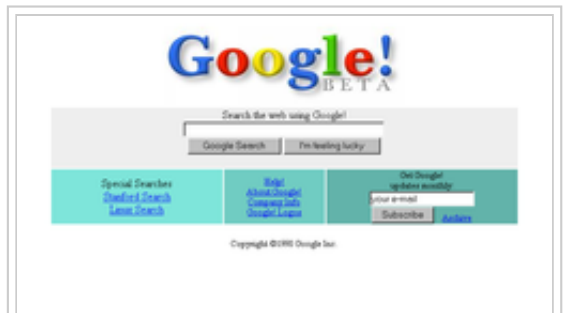 Google!
BETA
Search the web using Google!
Google Search
I'm feeling lucky
Special Searches
Stanford Search
Linux Search
Help!
About Google!
Company Info
Google! Logos
Get Google!
updates monthly
your e-mail
Subscribe
Archive
Copyright ©1998 Google Inc.